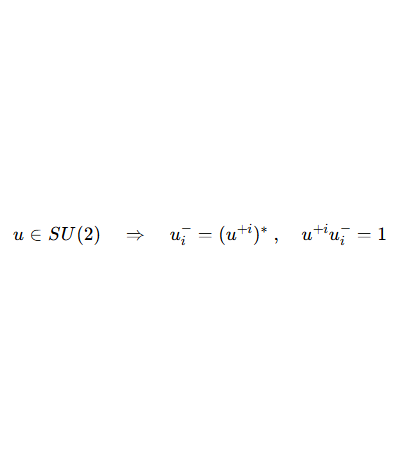 u ∈ SU(2) ⇒ u_i^- = (u^{+i})^* , u^{+i}u_i^- = 1